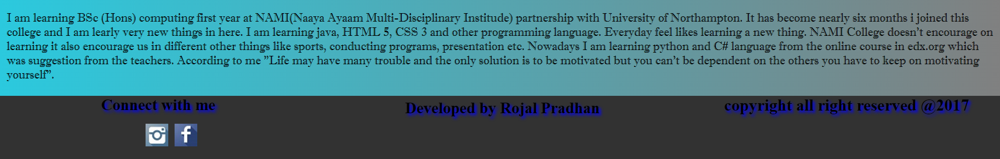 I am learning BSc (Hons) computing first year at NAMI(Naaya Ayaam Multi-Disciplinary Institude) partnership with University of Northampton. It has become nearly six months i joined this
college and I am learly very new things in here. I am learning java, HTML 5, CSS 3 and other programming language. Everyday feel likes learning a new thing. NAMI College doesn't encourage on
learning it also encourage us in different other things like sports, conducting programs, presentation etc. Nowadays I am learning python and C# language from the online course in edx.org which
was suggestion from the teachers. According to me ”Life may have many trouble and the only solution is to be motivated but you can't be dependent on the others you have to keep on motivating
yourself”.
Connect with me
Developed by Rojal Pradhan
copyright all right reserved @2017